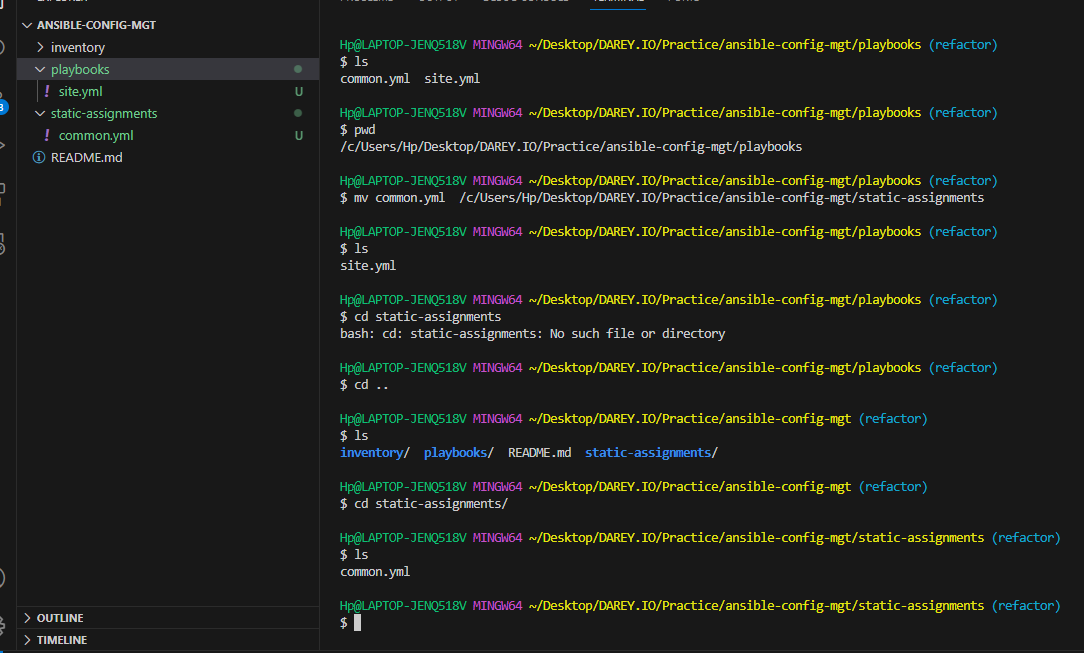 ANSIBLE-CONFIG-MGT
inventory
playbooks
! site.yml U
static-assignments
! common.yml U
README.md
OUTLINE
TIMELINE
Hp@LAPTOP-JENQ518V MINGW64 ~/Desktop/DAREY.IO/Practice/ansible-config-mgt/playbooks (refactor)
$ ls
common.yml  site.yml
Hp@LAPTOP-JENQ518V MINGW64 ~/Desktop/DAREY.IO/Practice/ansible-config-mgt/playbooks (refactor)
$ pwd
/c/Users/Hp/Desktop/DAREY.IO/Practice/ansible-config-mgt/playbooks
Hp@LAPTOP-JENQ518V MINGW64 ~/Desktop/DAREY.IO/Practice/ansible-config-mgt/playbooks (refactor)
$ mv common.yml  /c/Users/Hp/Desktop/DAREY.IO/Practice/ansible-config-mgt/static-assignments
Hp@LAPTOP-JENQ518V MINGW64 ~/Desktop/DAREY.IO/Practice/ansible-config-mgt/playbooks (refactor)
$ ls
site.yml
Hp@LAPTOP-JENQ518V MINGW64 ~/Desktop/DAREY.IO/Practice/ansible-config-mgt/playbooks (refactor)
$ cd static-assignments
bash: cd: static-assignments: No such file or directory
Hp@LAPTOP-JENQ518V MINGW64 ~/Desktop/DAREY.IO/Practice/ansible-config-mgt/playbooks (refactor)
$ cd ..
Hp@LAPTOP-JENQ518V MINGW64 ~/Desktop/DAREY.IO/Practice/ansible-config-mgt (refactor)
$ ls
inventory/  playbooks/  README.md  static-assignments/
Hp@LAPTOP-JENQ518V MINGW64 ~/Desktop/DAREY.IO/Practice/ansible-config-mgt (refactor)
$ cd static-assignments/
Hp@LAPTOP-JENQ518V MINGW64 ~/Desktop/DAREY.IO/Practice/ansible-config-mgt/static-assignments (refactor)
$ ls
common.yml
Hp@LAPTOP-JENQ518V MINGW64 ~/Desktop/DAREY.IO/Practice/ansible-config-mgt/static-assignments (refactor)
$